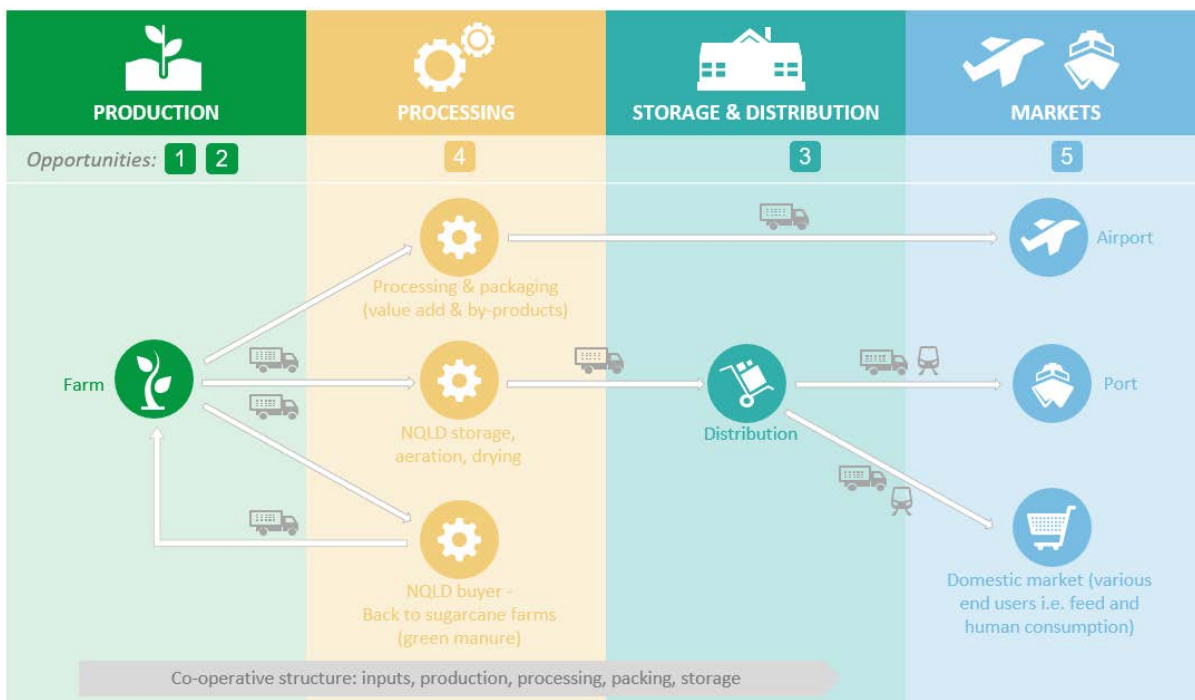 PRODUCTION
PROCESSING
STORAGE & DISTRIBUTION
MARKETS
Opportunities: 1 2
4
3
5
Airport
Processing & packaging
(value add & by-products)
Farm
Port
NQLD storage,
aeration, drying
Distribution
NQLD buyer -
Back to sugarcane farms
(green manure)
Domestic market (various
end users i.e. feed and
human consumption)
Co-operative structure: inputs, production, processing, packing, storage